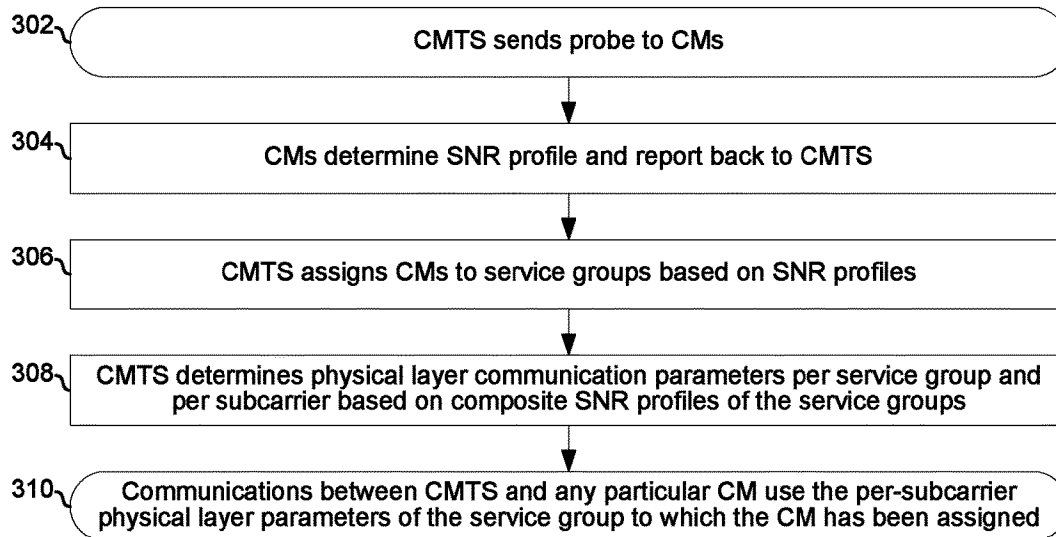 302
CMTS sends probe to CMs
304
CMs determine SNR profile and report back to CMTS
306
CMTS assigns CMs to service groups based on SNR profiles
308
CMTS determines physical layer communication parameters per service group and
per subcarrier based on composite SNR profiles of the service groups
310
Communications between CMTS and any particular CM use the per-subcarrier
physical layer parameters of the service group to which the CM has been assigned